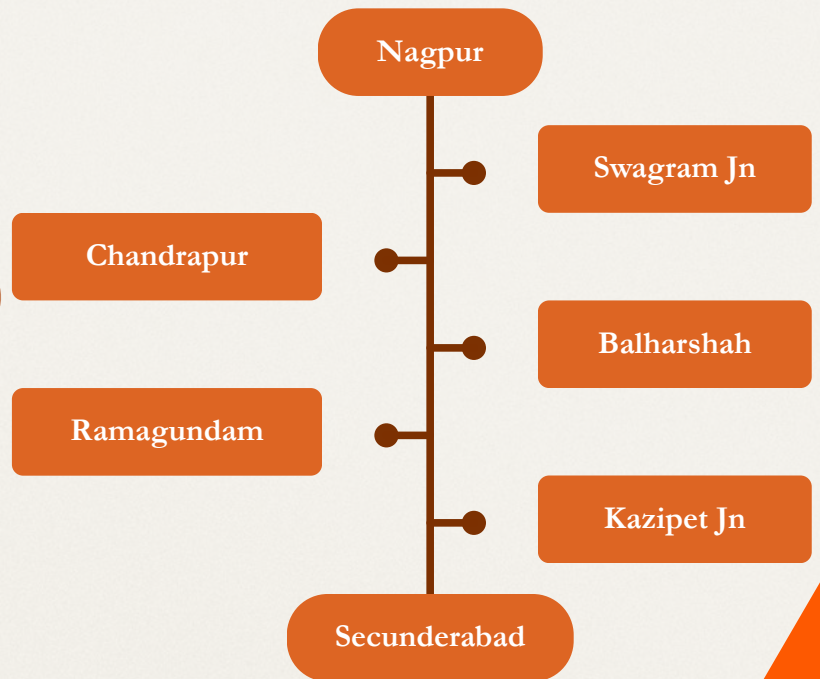 Nagpur
Swagram Jn
Chandrapur
Balharshah
Ramagundam
Kazipet Jn
Secunderabad